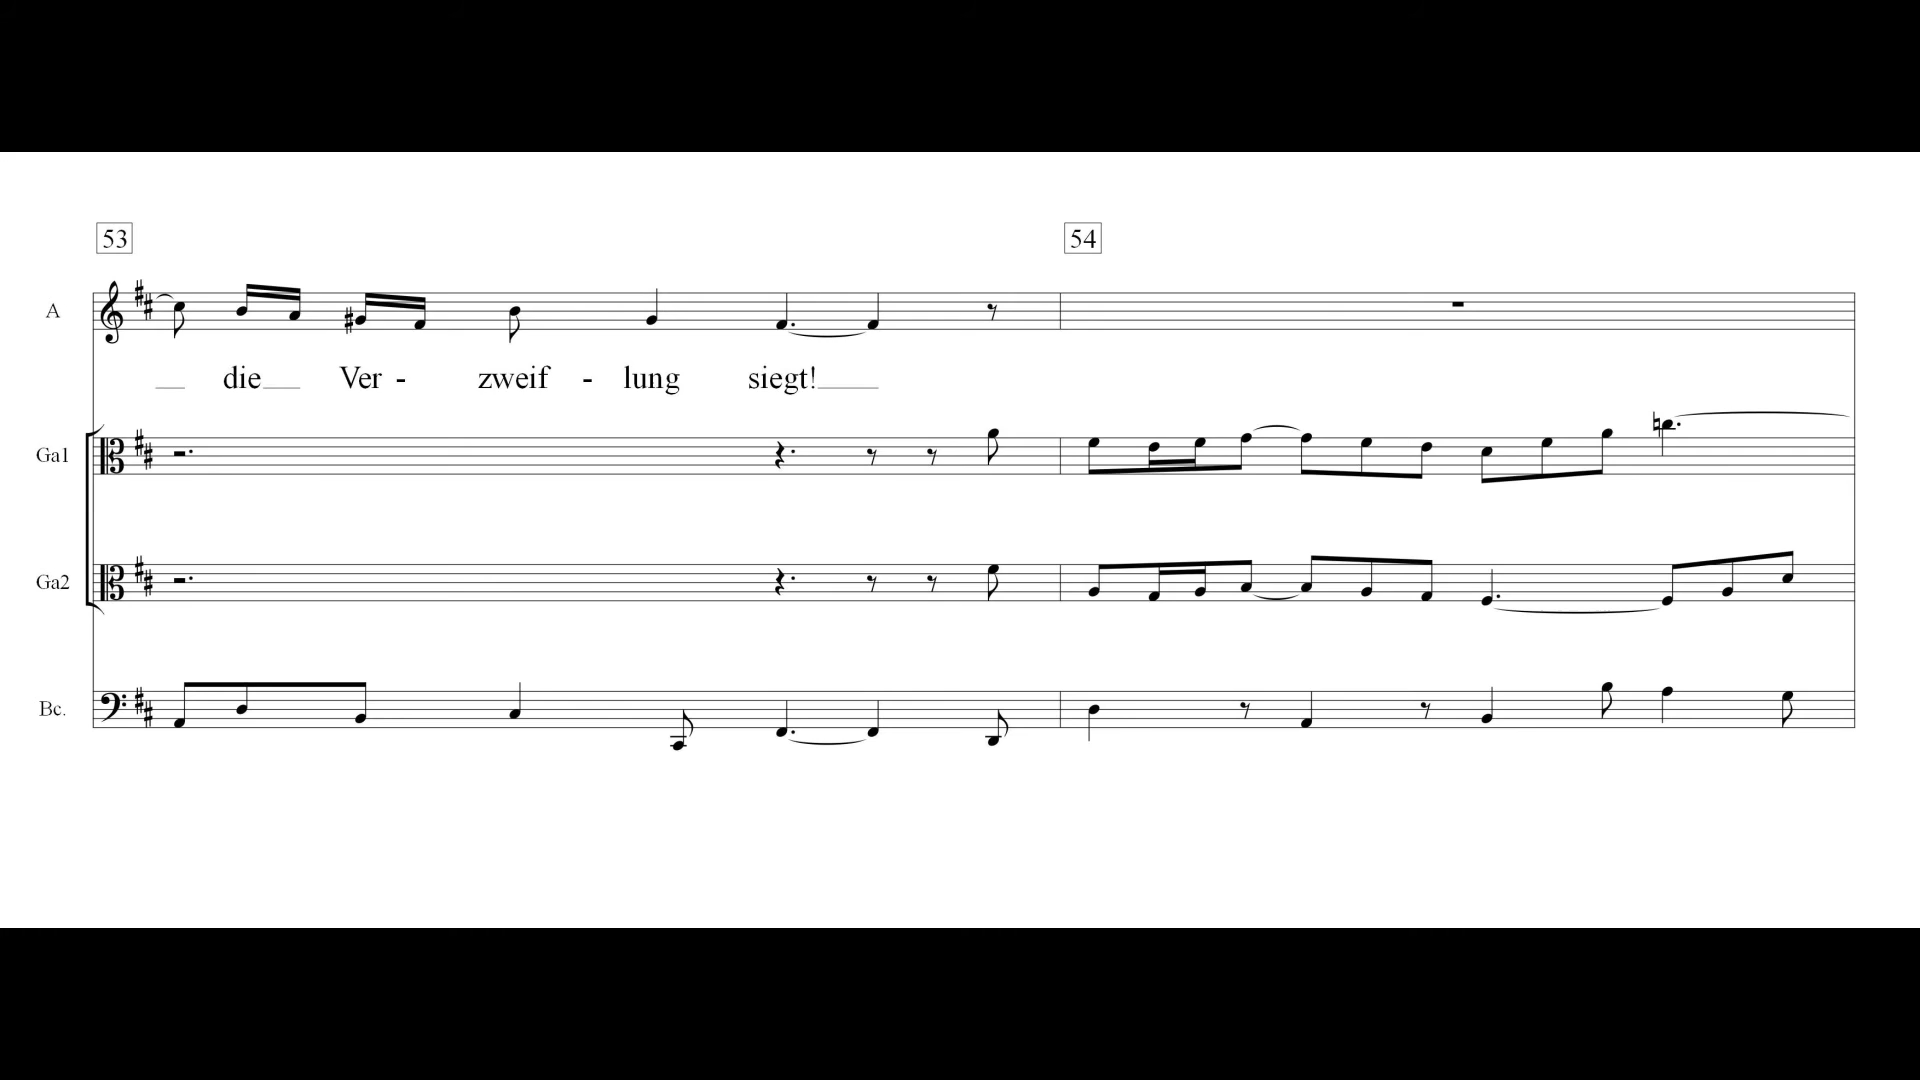 53 54
A
die Ver - zweif - lung siegt!
Ga1
Ga2
Bc.